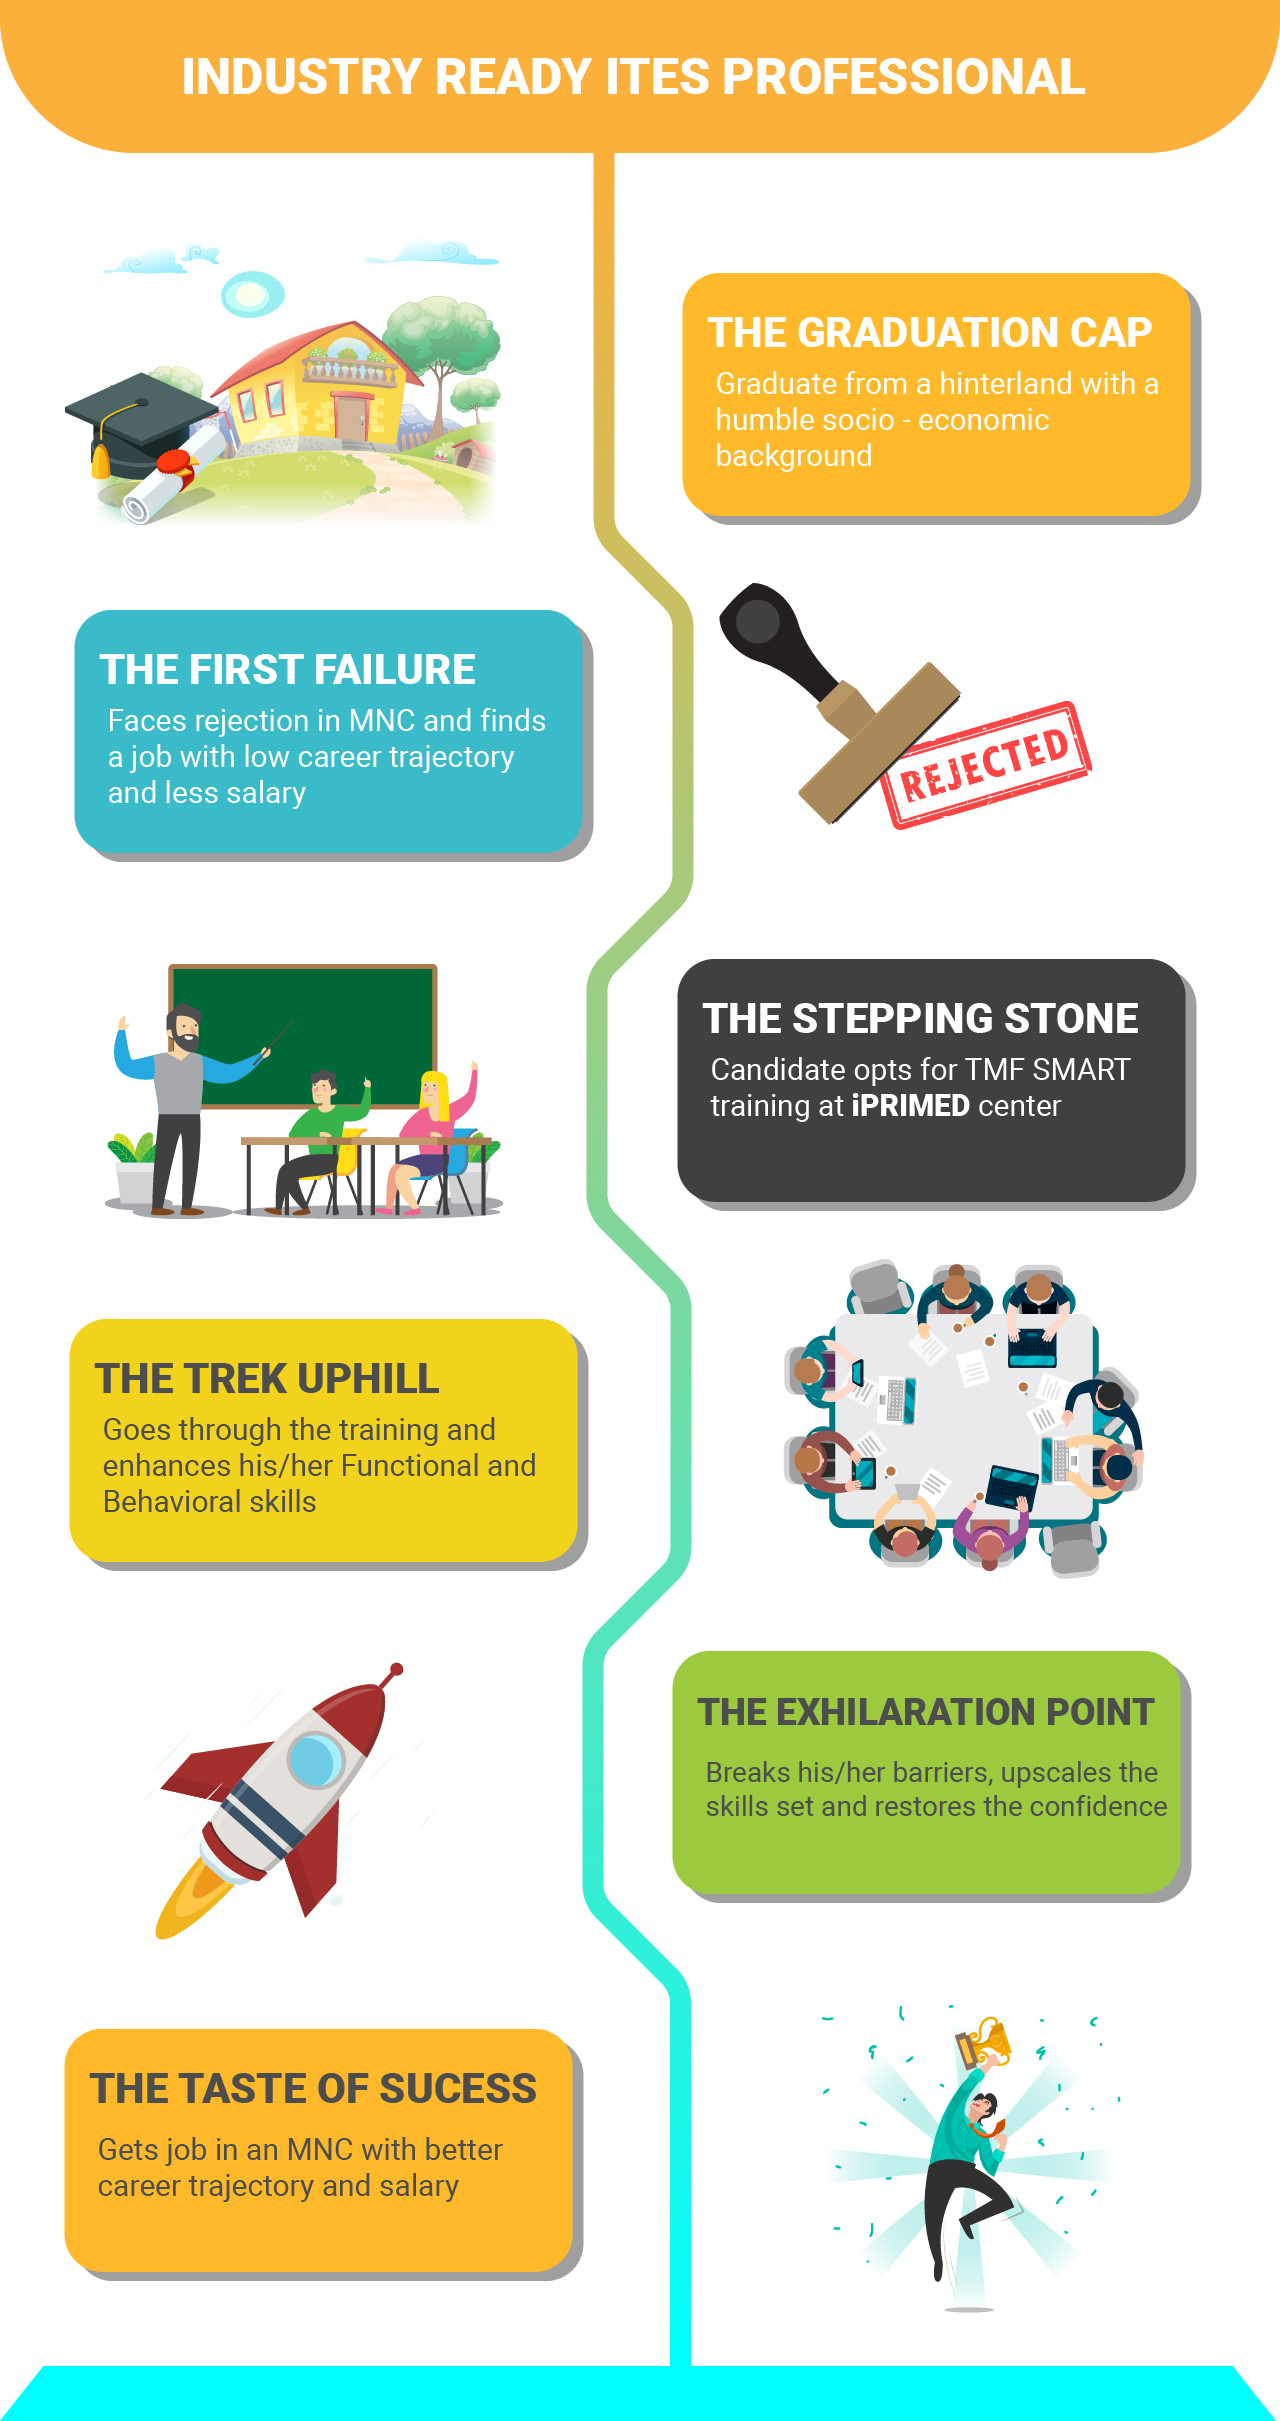 INDUSTRY READY ITES PROFESSIONAL
THE GRADUATION CAP
Graduate from a hinterland with a
humble socio - economic
background
THE FIRST FAILURE
Faces rejection in MNC and finds
a job with low career trajectory
and less salary
REJECTED
THE STEPPING STONE
Candidate opts for TMF SMART
training at iPRIMED center
THE TREK UPHILL
Goes through the training and
enhances his/her Functional and
Behavioral skills
THE EXHILARATION POINT
Breaks his/her barriers, upscales the
skills set and restores the confidence
THE TASTE OF SUCESS
Gets job in an MNC with better
career trajectory and salary